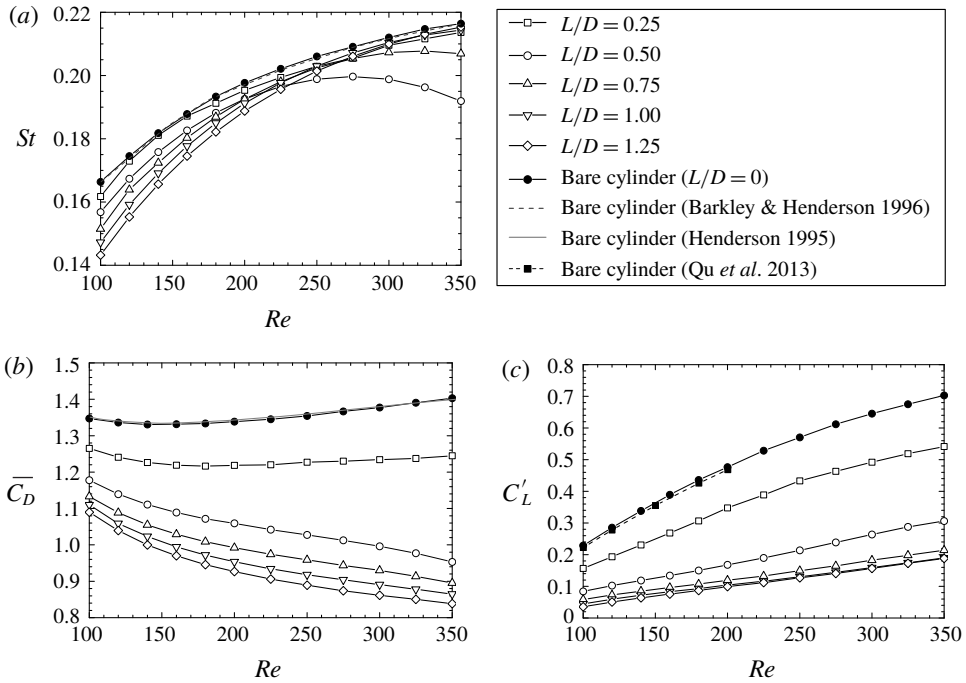 (a)
0.22
0.20
0.18
0.16
0.14
St
100 150 200 250 300 350
Re
L/D = 0.25
L/D = 0.50
L/D = 0.75
L/D = 1.00
L/D = 1.25
Bare cylinder (L/D = 0)
Bare cylinder (Barkley & Henderson 1996)
Bare cylinder (Henderson 1995)
Bare cylinder (Qu et al. 2013)
(b)
1.5
1.4
1.3
1.2
1.1
1.0
0.9
0.8
C_D
100 150 200 250 300 350
Re
(c)
0.8
0.7
0.6
0.5
0.4
0.3
0.2
0.1
0
C′_L
100 150 200 250 300 350
Re